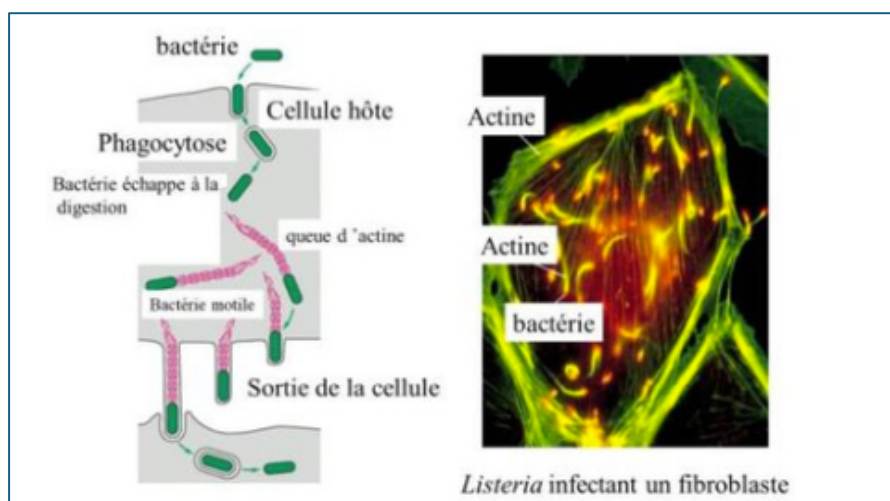 bactérie
Cellule hôte
Phagocytose
Bactérie échappe à la
digestion
queue d 'actine
Bactérie motile
Sortie de la cellule
Actine
Actine
bactérie
Listeria infectant un fibroblaste